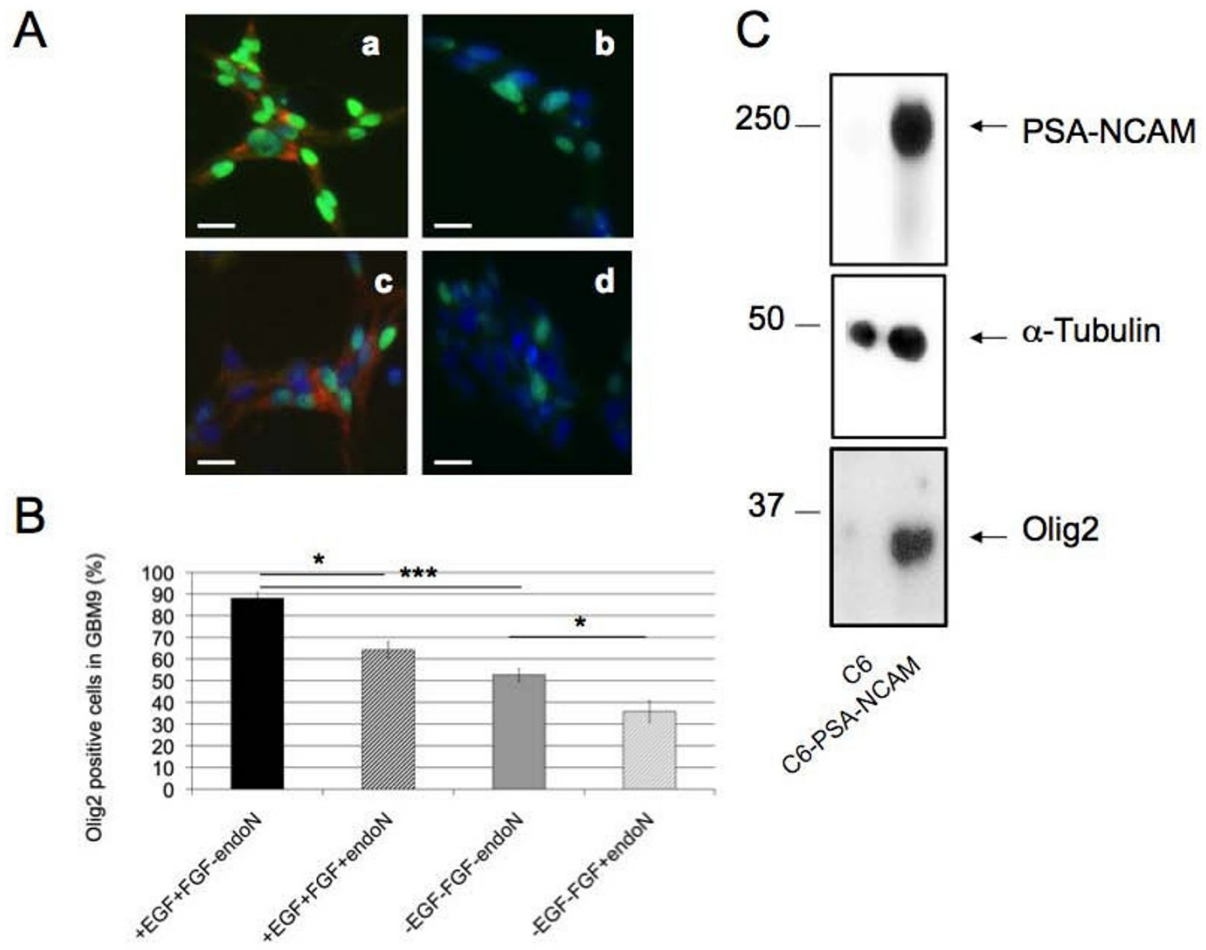 A
a
b
c
d
B
Olig2 positive cells in GBM9 (%)
100
90
80
70
60
50
40
30
20
10
0
*
***
*
+EGF+FGF-endoN
+EGF+FGF+endoN
-EGF-FGF-endoN
-EGF-FGF+endoN
C
250
PSA-NCAM
50
α-Tubulin
37
Olig2
C6
C6-PSA-NCAM